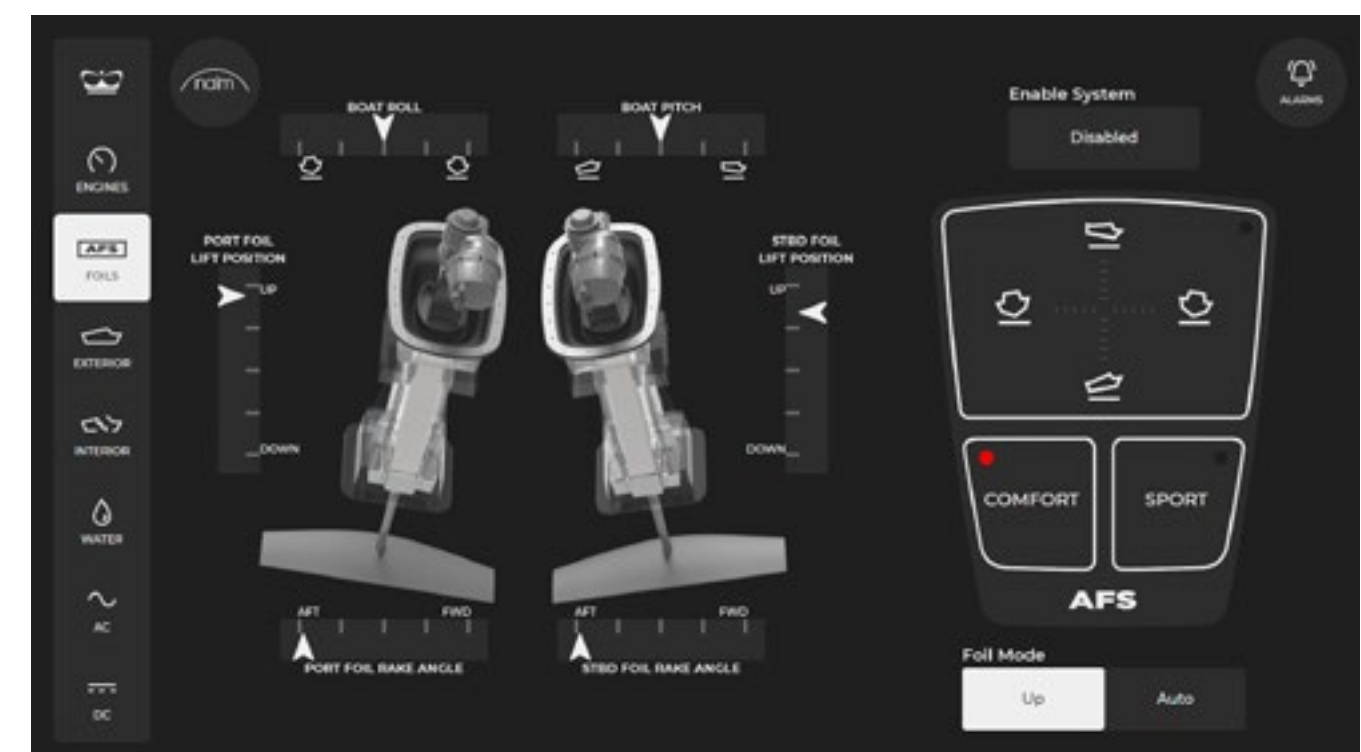 naim
ALARMS
ENGINES
AFS
FOILS
EXTERIOR
INTERIOR
WATER
AC
DC
BOAT ROLL
BOAT PITCH
PORT FOIL
LIFT POSITION
UP
DOWN
STBD FOIL
LIFT POSITION
UP
DOWN
AFT
FWD
PORT FOIL RAKE ANGLE
AFT
FWD
STBD FOIL RAKE ANGLE
Enable System
Disabled
COMFORT
SPORT
AFS
Foil Mode
Up
Auto